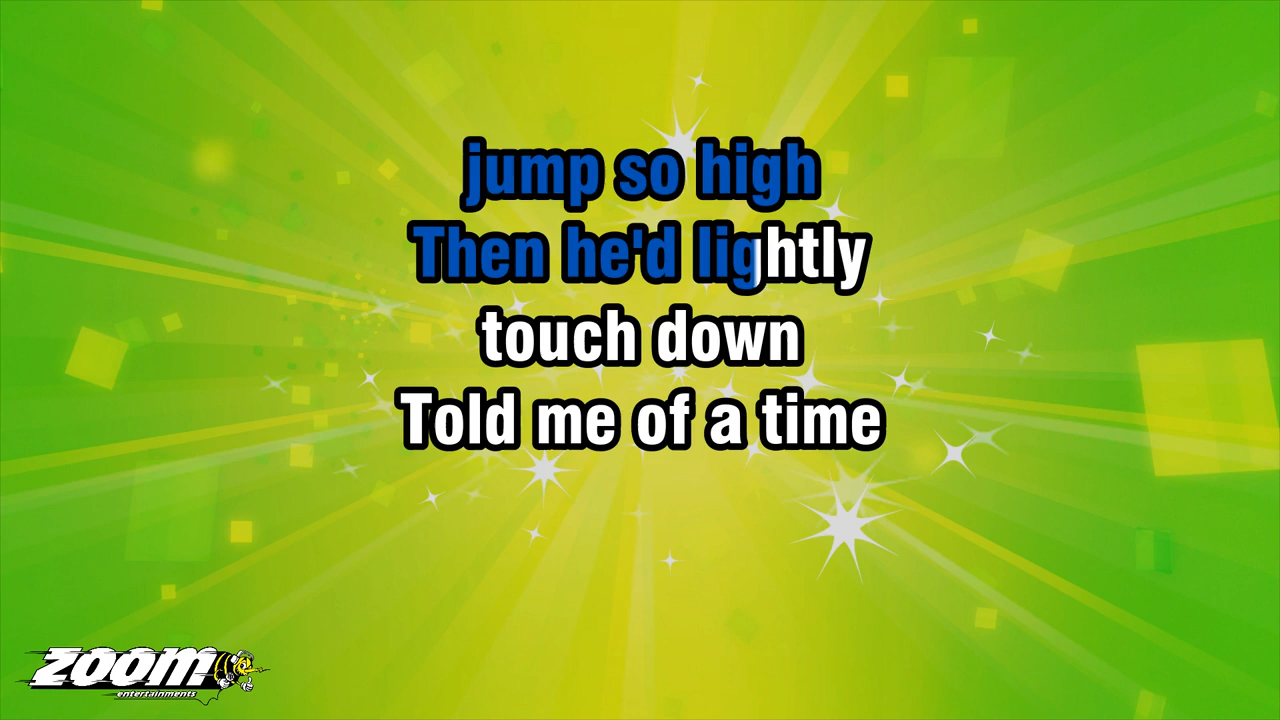 jump so high
Then he'd lightly
touch down
Told me of a time
zoom
entertainments